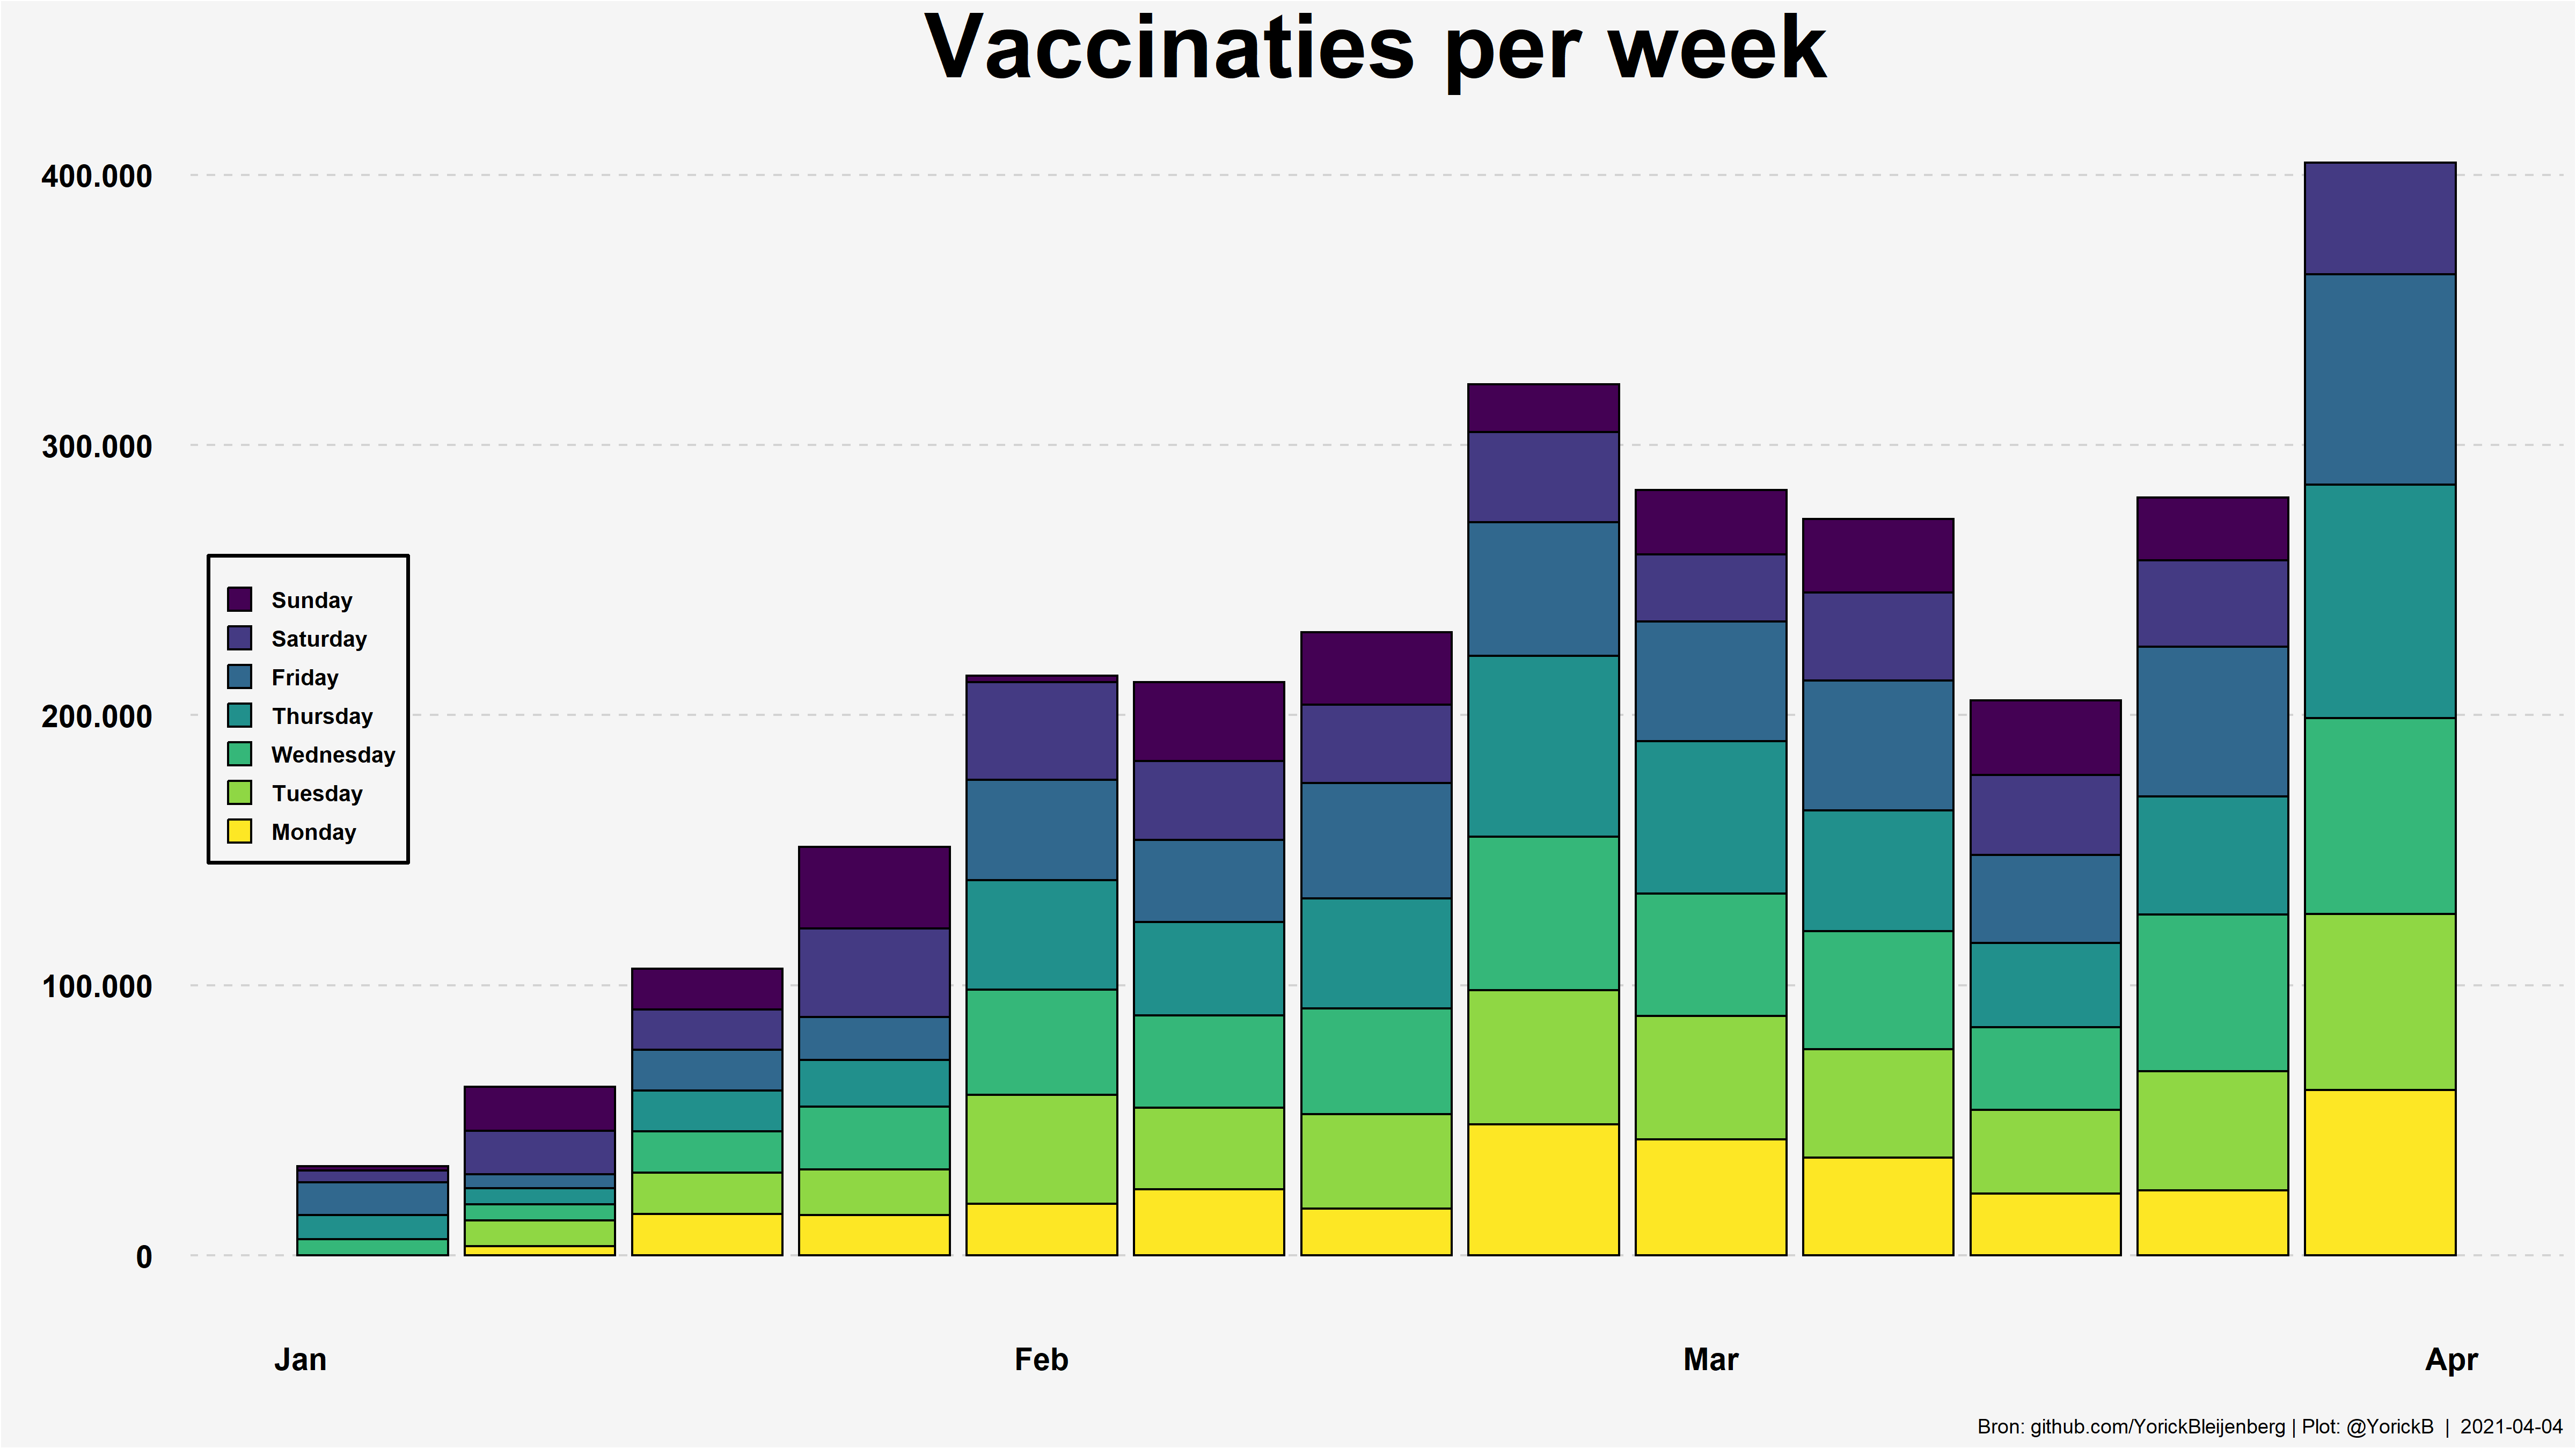 Vaccinaties per week
400.000
300.000
200.000
100.000
0
Sunday
Saturday
Friday
Thursday
Wednesday
Tuesday
Monday
Jan Feb Mar Apr
Bron: github.com/YorickBleijenberg | Plot: @YorickB | 2021-04-04